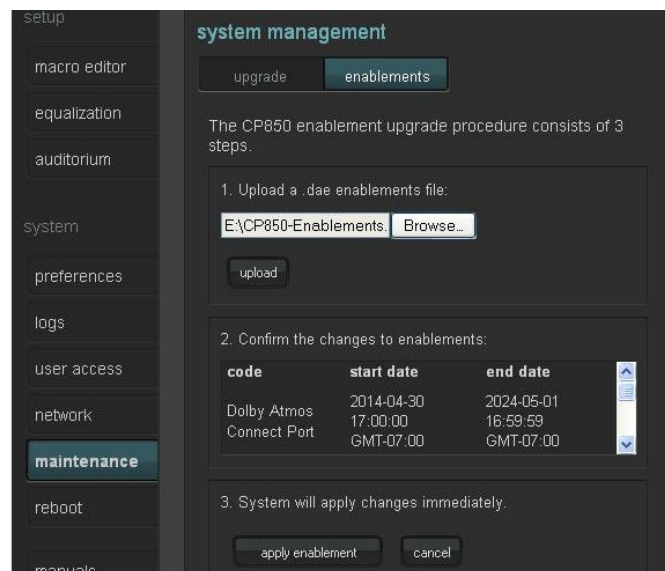 setup
macro editor
equalization
auditorium
system
preferences
logs
user access
network
maintenance
reboot
manuals
system management
upgrade
enablements
The CP850 enablement upgrade procedure consists of 3
steps.
1. Upload a .dae enablements file:
E:\CP850-Enablements.
Browse...
upload
2. Confirm the changes to enablements:
code start date end date
Dolby Atmos
Connect Port
2014-04-30
17:00:00
GMT-07:00
2024-05-01
16:59:59
GMT-07:00
3. System will apply changes immediately.
apply enablement
cancel